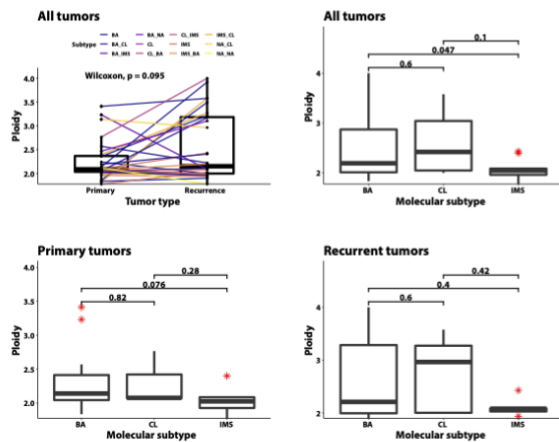 All tumors
Subtype
BA BA_NA CL_IMS IMS_CL
BA_CL CL IMS NA_CL
BA_IMS CL_BA IMS_BA NA_NA
Wilcoxon, p = 0.095
Ploidy
4.0
3.5
3.0
2.5
2.0
Primary Recurrence
Tumor type
All tumors
0.1
0.047
0.6
Ploidy
4
2
BA CL IMS
Molecular subtype
Primary tumors
0.28
0.076
0.82
Ploidy
4.0
3.5
3.0
2.5
2.0
BA CL IMS
Molecular subtype
Recurrent tumors
0.42
0.4
0.6
Ploidy
4
2
BA CL IMS
Molecular subtype